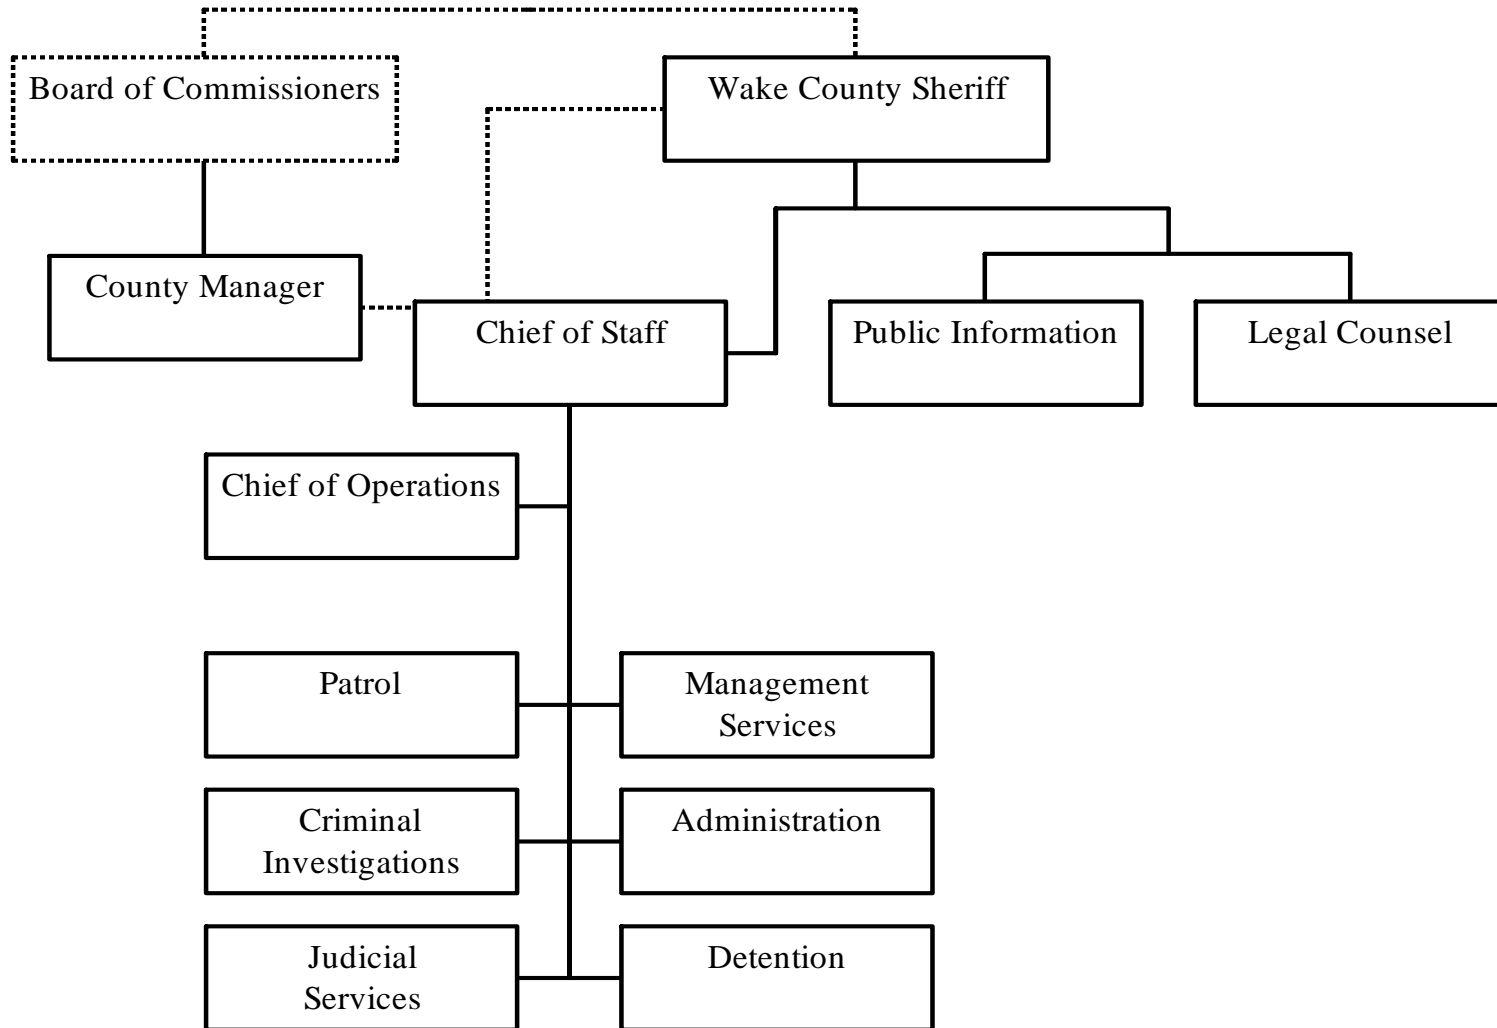 Board of Commissioners
Wake County Sheriff
County Manager
Chief of Staff
Public Information
Legal Counsel
Chief of Operations
Patrol
Management
Services
Criminal
Investigations
Administration
Judicial
Services
Detention